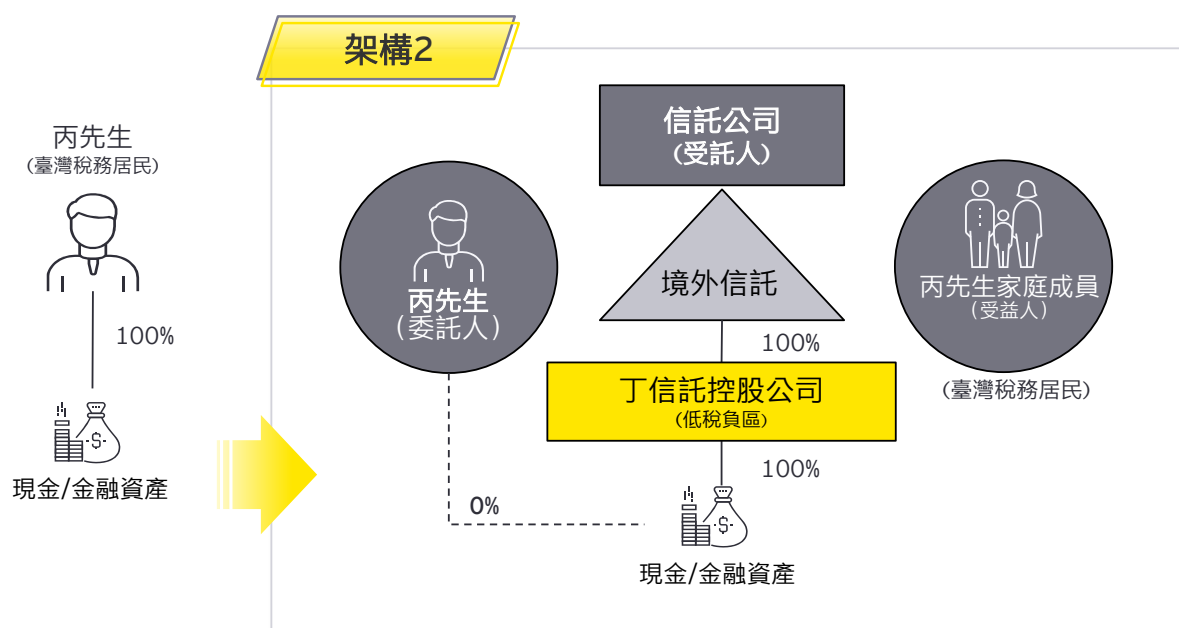 架構2
丙先生
(臺灣稅務居民)
100%
現金/金融資產
信託公司
(受託人)
丙先生
(委託人)
境外信託
丙先生家庭成員
(受益人)
(臺灣稅務居民)
100%
丁信託控股公司
(低稅負區)
100%
0%
$
現金/金融資產